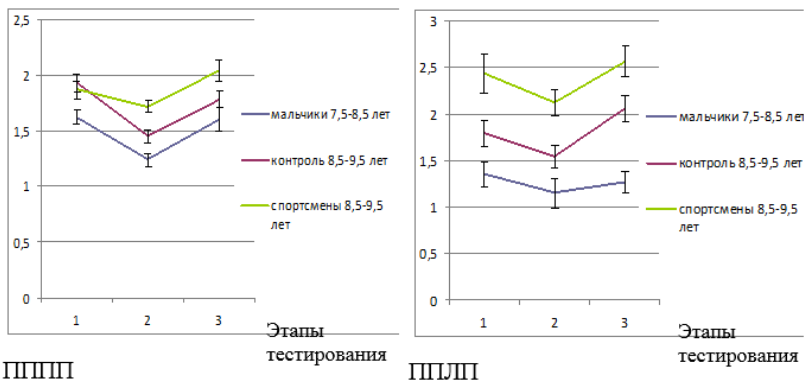 2,5
2
1,5
1
0,5
0
1
2
3
мальчики 7,5-8,5 лет
контроль 8,5-9,5 лет
спортсмены 8,5-9,5
лет
Этапы
тестирования
ПППП
3
2,5
2
1,5
1
0,5
0
1
2
3
мальчики 7,5-8,5 лет
контроль 8,5-9,5 лет
спортсмены 8,5-9,5
лет
Этапы
тестирования
ППЛП